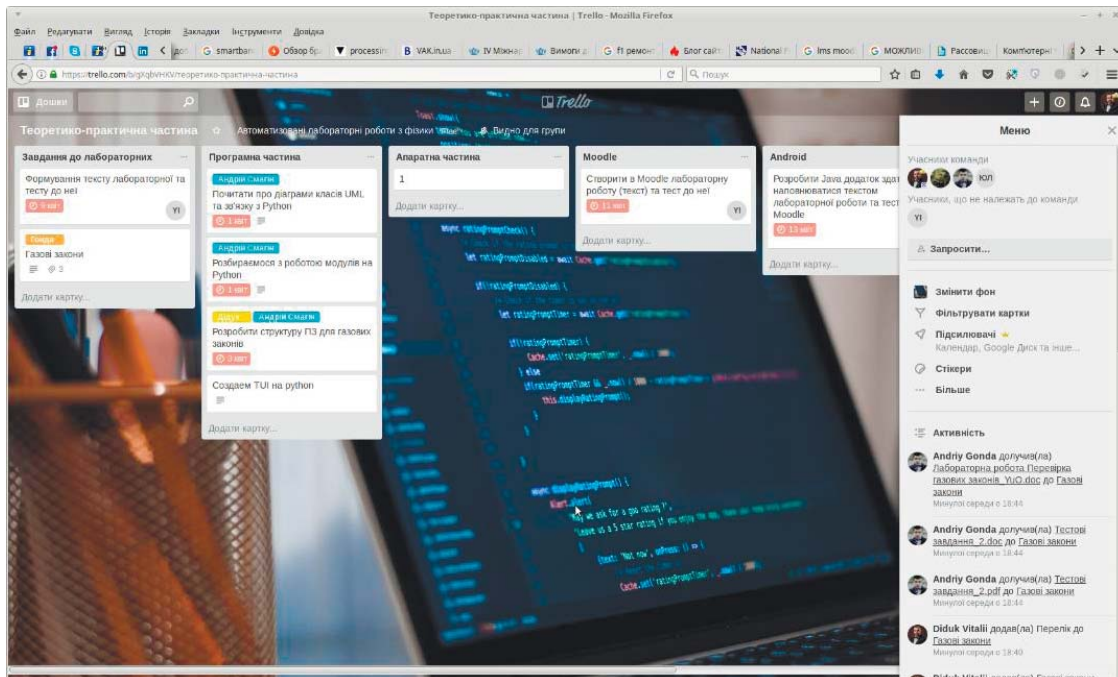 Теоретико-практична частина | Trello - Mozilla Firefox
Файл Редагувати Вигляд Історія Закладки Інструменти Довідка
smartban
Обзор бр
processin
VAK.in.ua
IV Міжнар
Вимоги д
f1 ремонт
Блог сайт
National
lms mood
МОЖЛИВО
Рассовищ
Комп'ютерні
https://trello.com/b/gXqbvHKV/теоретико-практична-частина
Пошук
Дошки
Trello
Теоретико-практична частина
Автоматизовані лабораторні роботи з фізики
Видно для групи
Завдання до лабораторних
Формування тексту лабораторної та
тесту до неї
YI
Гонда
Газові закони
3
Додати картку...
Програмна частина
Андрій Смагін
Почитати про діаграми класів UML
та зв'язку з Python
1 квіт
Андрій Смагін
Розбираємося з роботою модулів на
Python
1 квіт
Дідук
Андрій Смагін
Розробити структуру ПЗ для газових
законів
3 квіт
Создаем TUI на python
Додати картку...
Апаратна частина
1
Додати картку...
Moodle
Створити в Moodle лабораторну
роботу (текст) та тест до неї
11 квіт
YI
Додати картку...
Android
Розробити Java додаток здат
наповнюватися текстом
лабораторної роботи та тест
Moodle
13 квіт
Додати картку...
Меню
Учасники команди
ЮЛ
Учасники, що не належать до команди
YI
Запросити...
Змінити фон
Фільтрувати картки
Підсилювачі
Календар, Google Диск та інше...
Стікери
Більше
Активність
Andriy Gonda долучив(ла)
Лабораторна робота Перевірка
газових законів_YuO.doc до Газові
закони
Минулої середи о 18:44
Andriy Gonda долучив(ла) Тестові
завдання_2.doc до Газові закони
Минулої середи о 18:44
Andriy Gonda долучив(ла) Тестові
завдання_2.pdf до Газові закони
Минулої середи о 18:44
Diduk Vitalii додав(ла) Перелік до
Газові закони
Минулої середи о 18:40
async displayRatingPrompt() {
Alert.alert(
this.displayRatingPrompt();